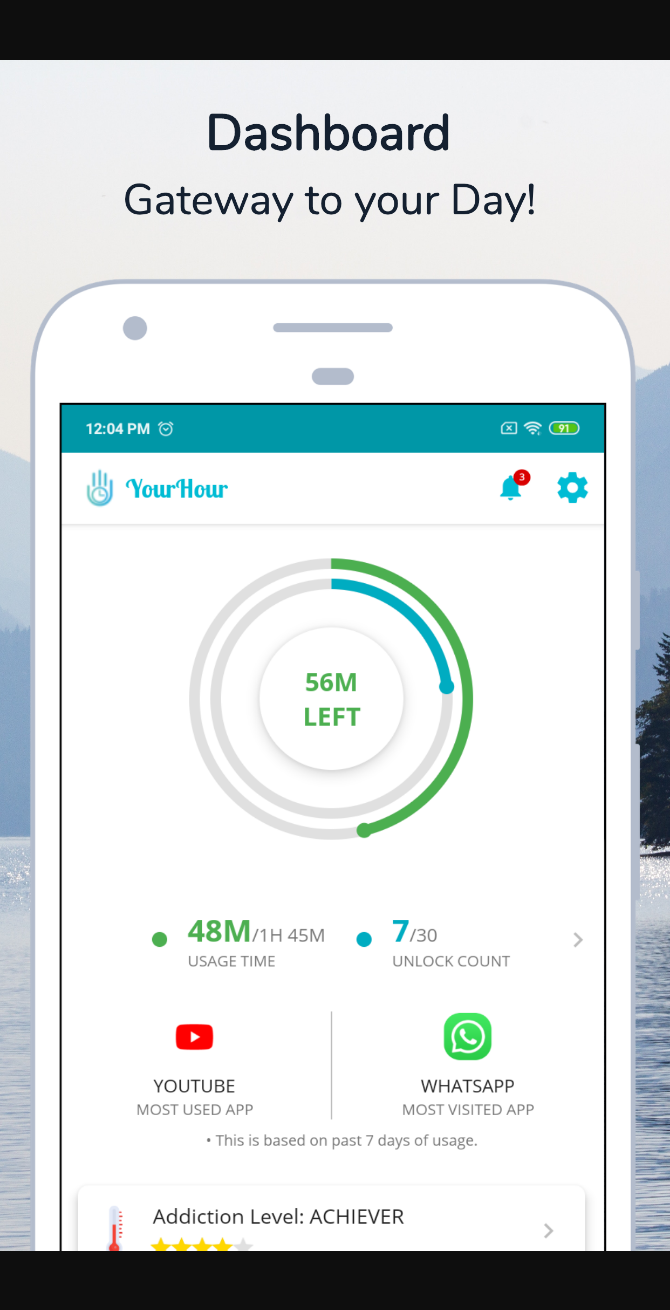 Dashboard
Gateway to your Day!
12:04 PM 91
YourHour 3
56M
LEFT
48M/1H 45M 7/30
USAGE TIME UNLOCK COUNT
YOUTUBE WHATSAPP
MOST USED APP MOST VISITED APP
• This is based on past 7 days of usage.
Addiction Level: ACHIEVER